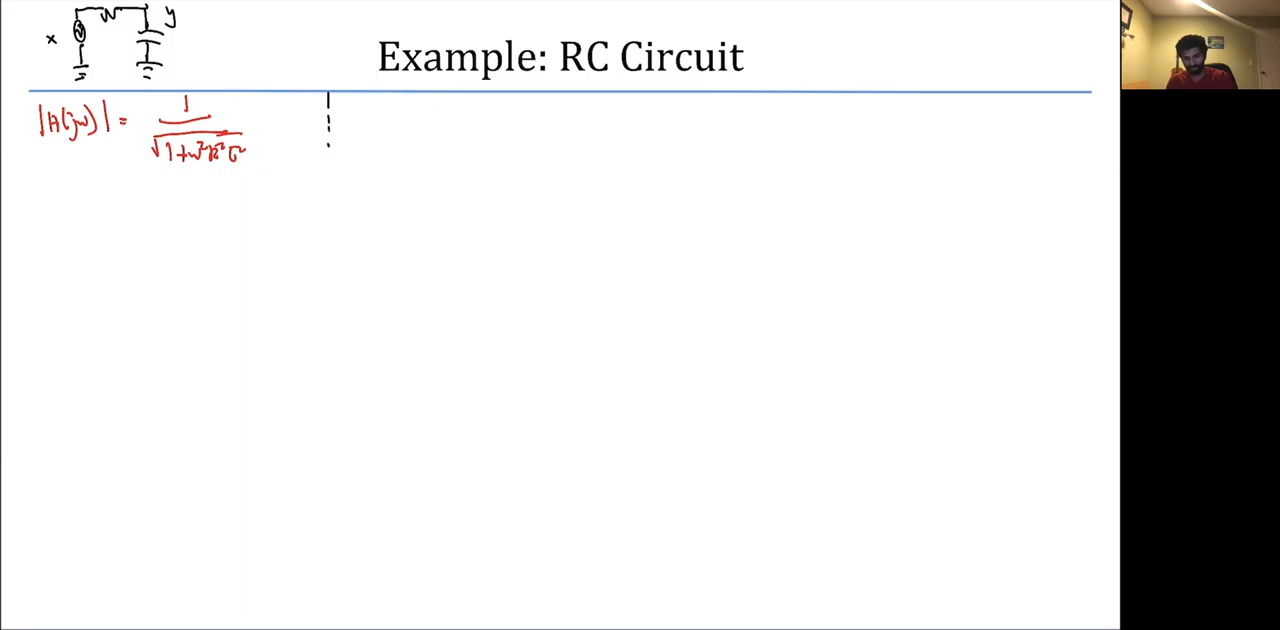 x
y
Example: RC Circuit
|H(jω)| = 1 / √1+ω²R²C²